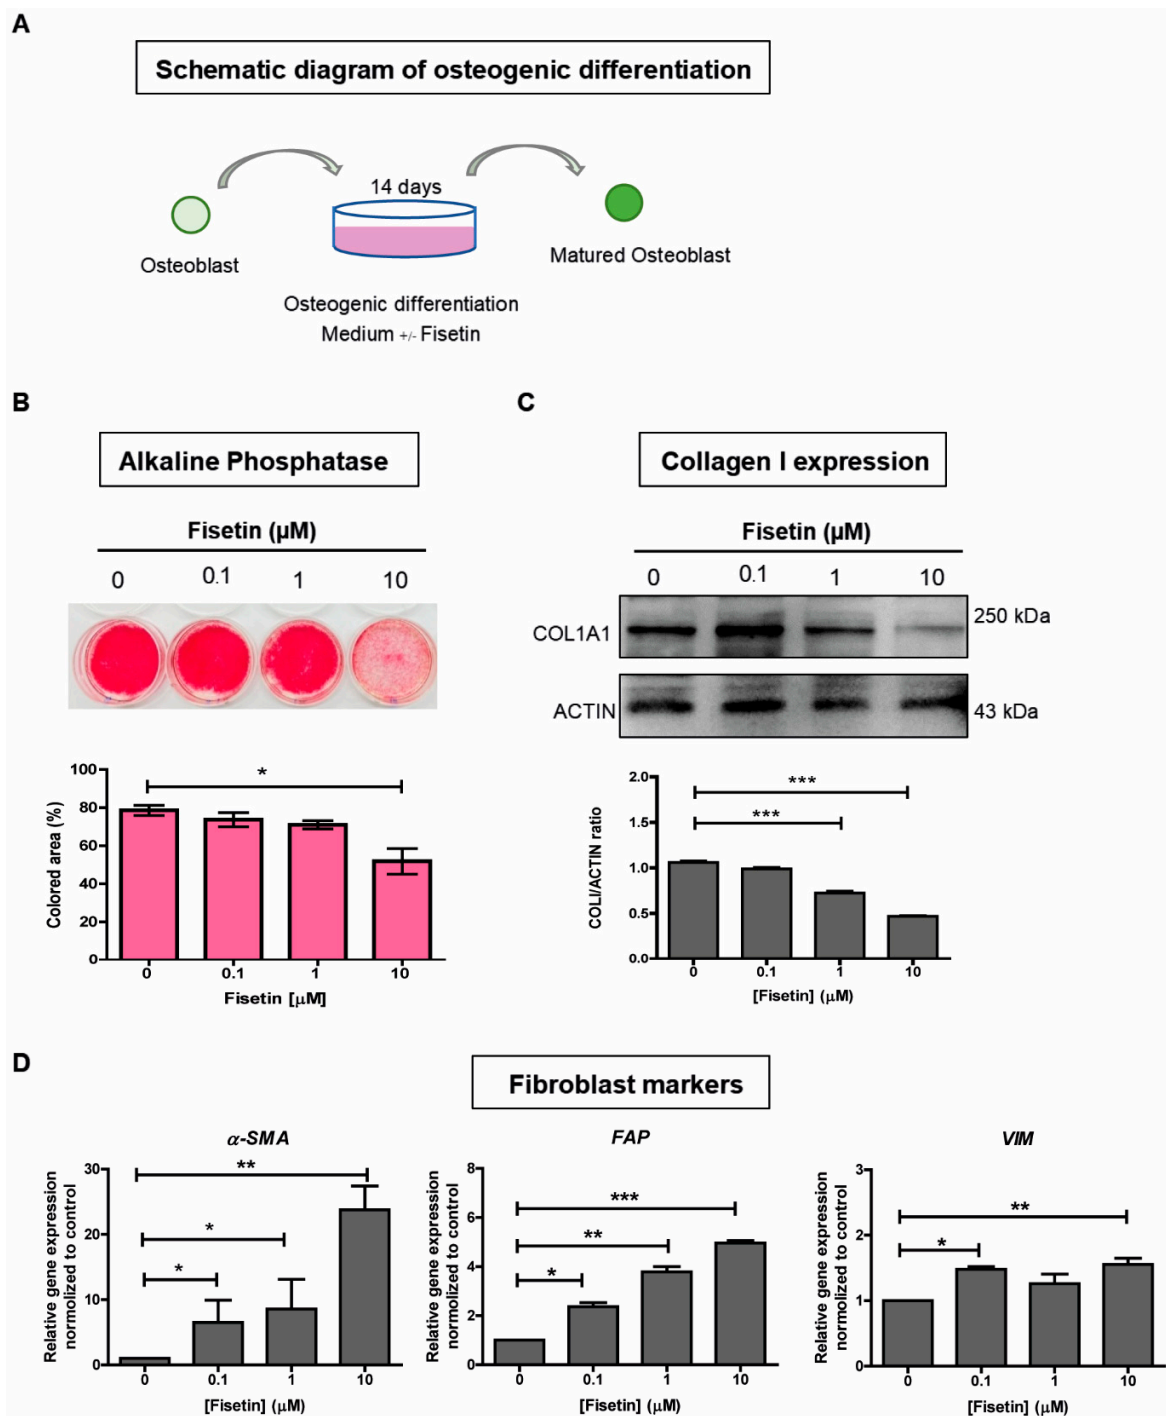 A
Schematic diagram of osteogenic differentiation
14 days
Osteoblast
Matured Osteoblast
Osteogenic differentiation
Medium +/- Fisetin
B
Alkaline Phosphatase
Fisetin (µM)
0 0.1 1 10
*
Colored area (%)
100
80
60
40
20
0
0 0.1 1 10
Fisetin [µM]
C
Collagen I expression
Fisetin (µM)
0 0.1 1 10
COL1A1
250 kDa
ACTIN
43 kDa
***
***
COLI/ACTIN ratio
2.0
1.5
1.0
0.5
0.0
0 0.1 1 10
[Fisetin] (µM)
D
Fibroblast markers
α-SMA
**
*
*
Relative gene expression
normolized to control
30
20
10
0
0 0.1 1 10
[Fisetin] (µM)
FAP
***
**
*
Relative gene expression
normolized to control
8
6
4
2
0
0 0.1 1 10
[Fisetin] (µM)
VIM
**
*
Relative gene expression
normolized to control
3
2
1
0
0 0.1 1 10
[Fisetin] (µM)